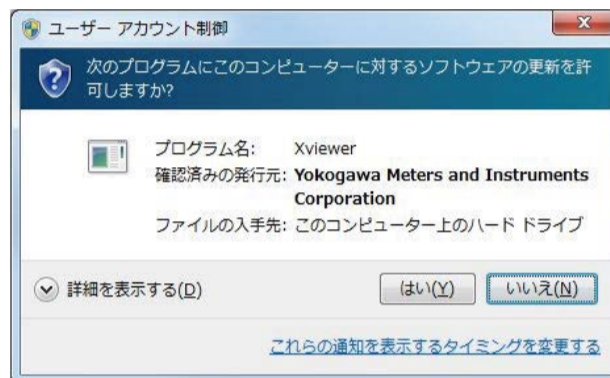 ユーザー アカウント制御
次のプログラムにこのコンピューターに対するソフトウェアの更新を許
可しますか?
プログラム名: Xviewer
確認済みの発行元: Yokogawa Meters and Instruments
Corporation
ファイルの入手先: このコンピューター上のハード ドライブ
詳細を表示する(D)
はい(Y)
いいえ(N)
これらの通知を表示するタイミングを変更する